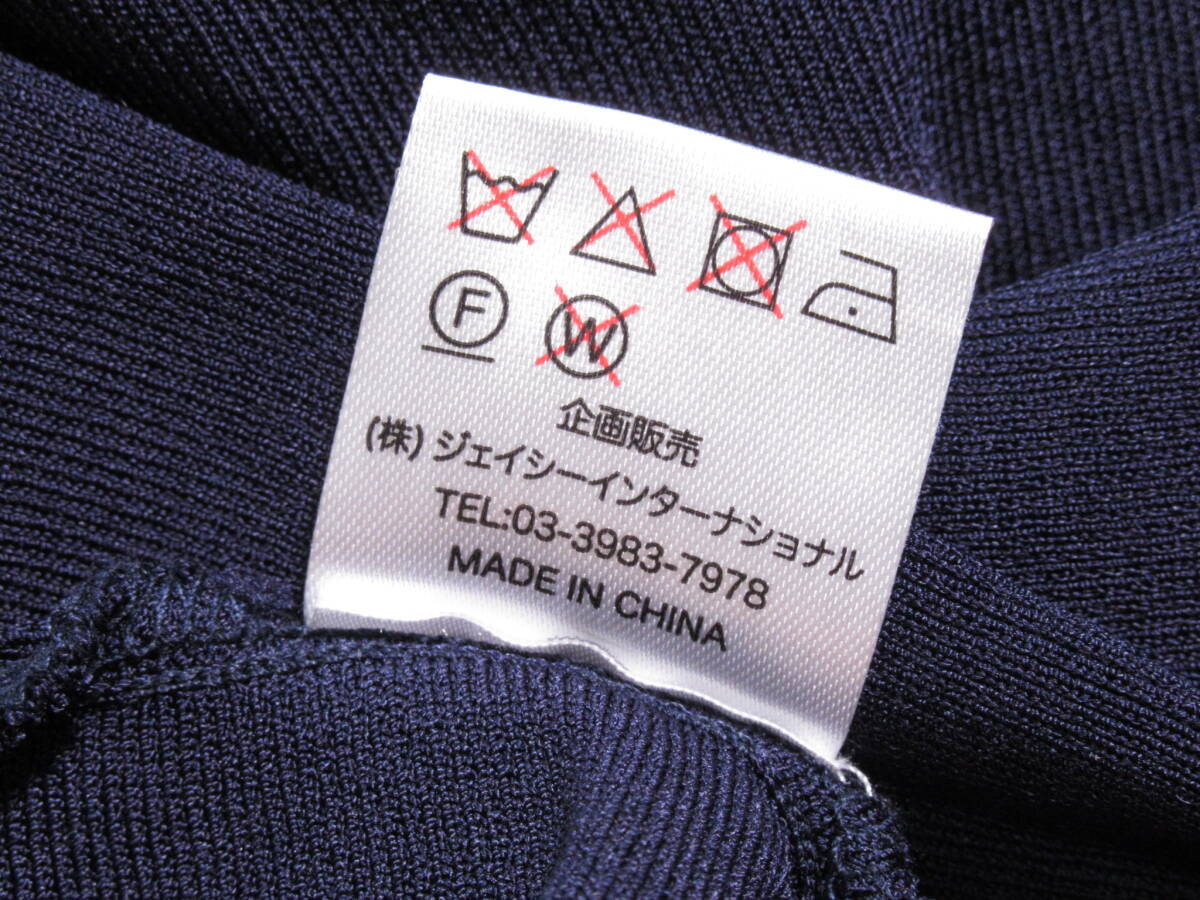 F W
企画販売
(株) ジェイシーインターナショナル
TEL:03-3983-7978
MADE IN CHINA